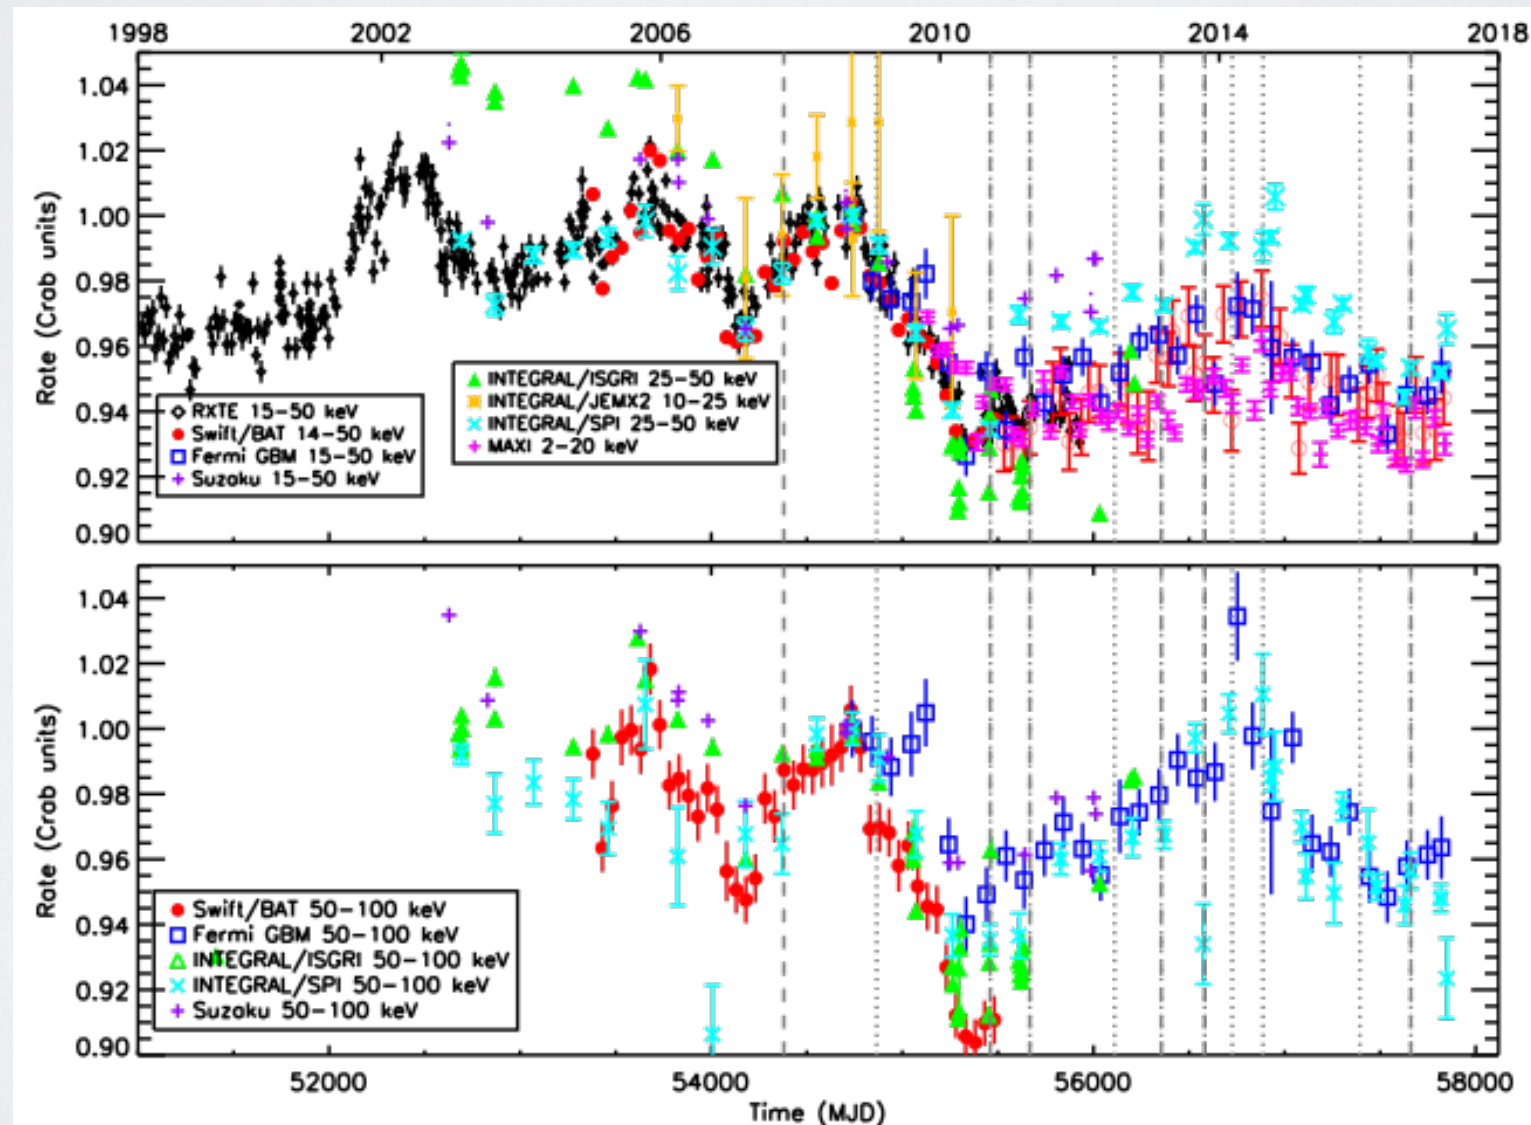 1998 2002 2006 2010 2014 2018
1.04
1.02
1.00
0.98
0.96
0.94
0.92
0.90
Rate (Crab units)
RXTE 15-50 keV
Swift/BAT 14-50 keV
Fermi GBM 15-50 keV
Suzaku 15-50 keV
INTEGRAL/ISGRI 25-50 keV
INTEGRAL/JEMX2 10-25 keV
INTEGRAL/SPI 25-50 keV
MAXI 2-20 keV
1.04
1.02
1.00
0.98
0.96
0.94
0.92
0.90
Rate (Crab units)
Swift/BAT 50-100 keV
Fermi GBM 50-100 keV
INTEGRAL/ISGRI 50-100 keV
INTEGRAL/SPI 50-100 keV
Suzaku 50-100 keV
52000 54000 56000 58000
Time (MJD)